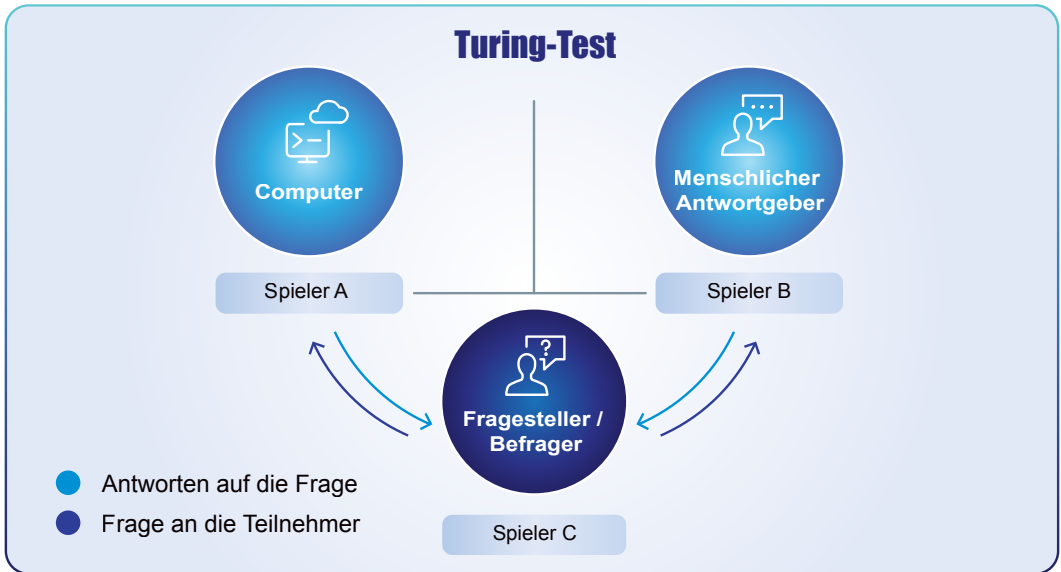 Turing-Test
Computer
Menschlicher
Antwortgeber
Spieler A
Spieler B
?
Fragesteller /
Befrager
Antworten auf die Frage
Frage an die Teilnehmer
Spieler C